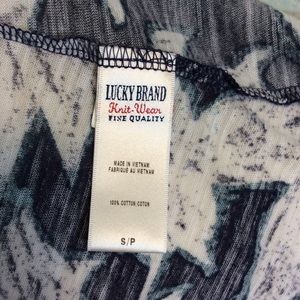 LUCKY BRAND
Knit-Wear
FINE QUALITY
MADE IN VIETNAM
FABRIQUÉ AU VIETNAM
100% COTTON COTON
S/P